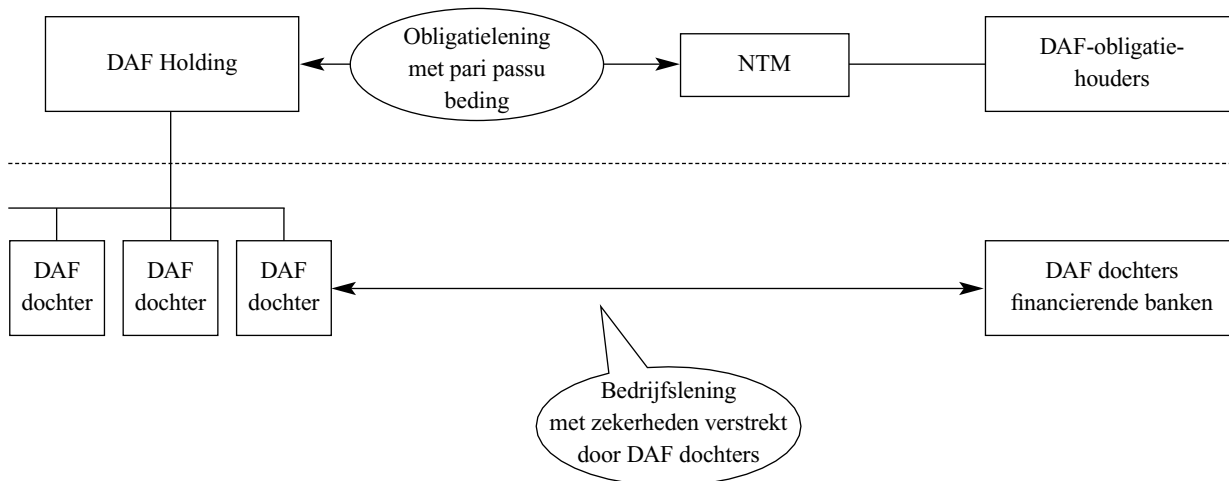 DAF Holding
Obligatielening
met pari passu
beding
NTM
DAF-obligatie-
houders
DAF
dochter
DAF
dochter
DAF
dochter
DAF dochters
financierende banken
Bedrijfslening
met zekerheden verstrekt
door DAF dochters